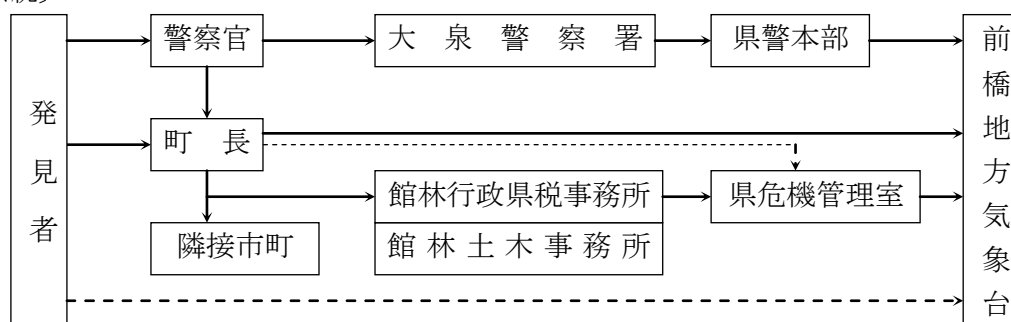 発見者
警察官
大泉警察署
県警本部
前橋地方気象台
町長
館林行政県税事務所
県危機管理室
隣接市町
館林土木事務所